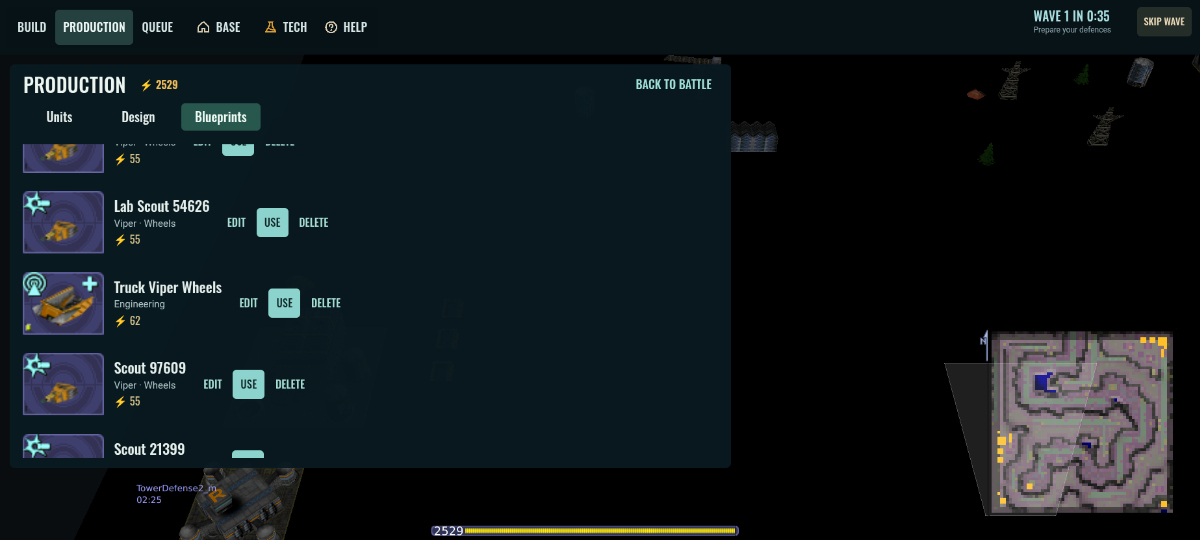 BUILD PRODUCTION QUEUE BASE TECH HELP
WAVE 1 IN 0:35
Prepare your defences
SKIP WAVE
PRODUCTION 2529
BACK TO BATTLE
Units Design Blueprints
Viper · Wheels
55
Lab Scout 54626
Viper · Wheels
55
EDIT USE DELETE
Truck Viper Wheels
Engineering
62
EDIT USE DELETE
Scout 97609
Viper · Wheels
55
EDIT USE DELETE
Scout 21399
N
TowerDefense2_m
02:25
2529